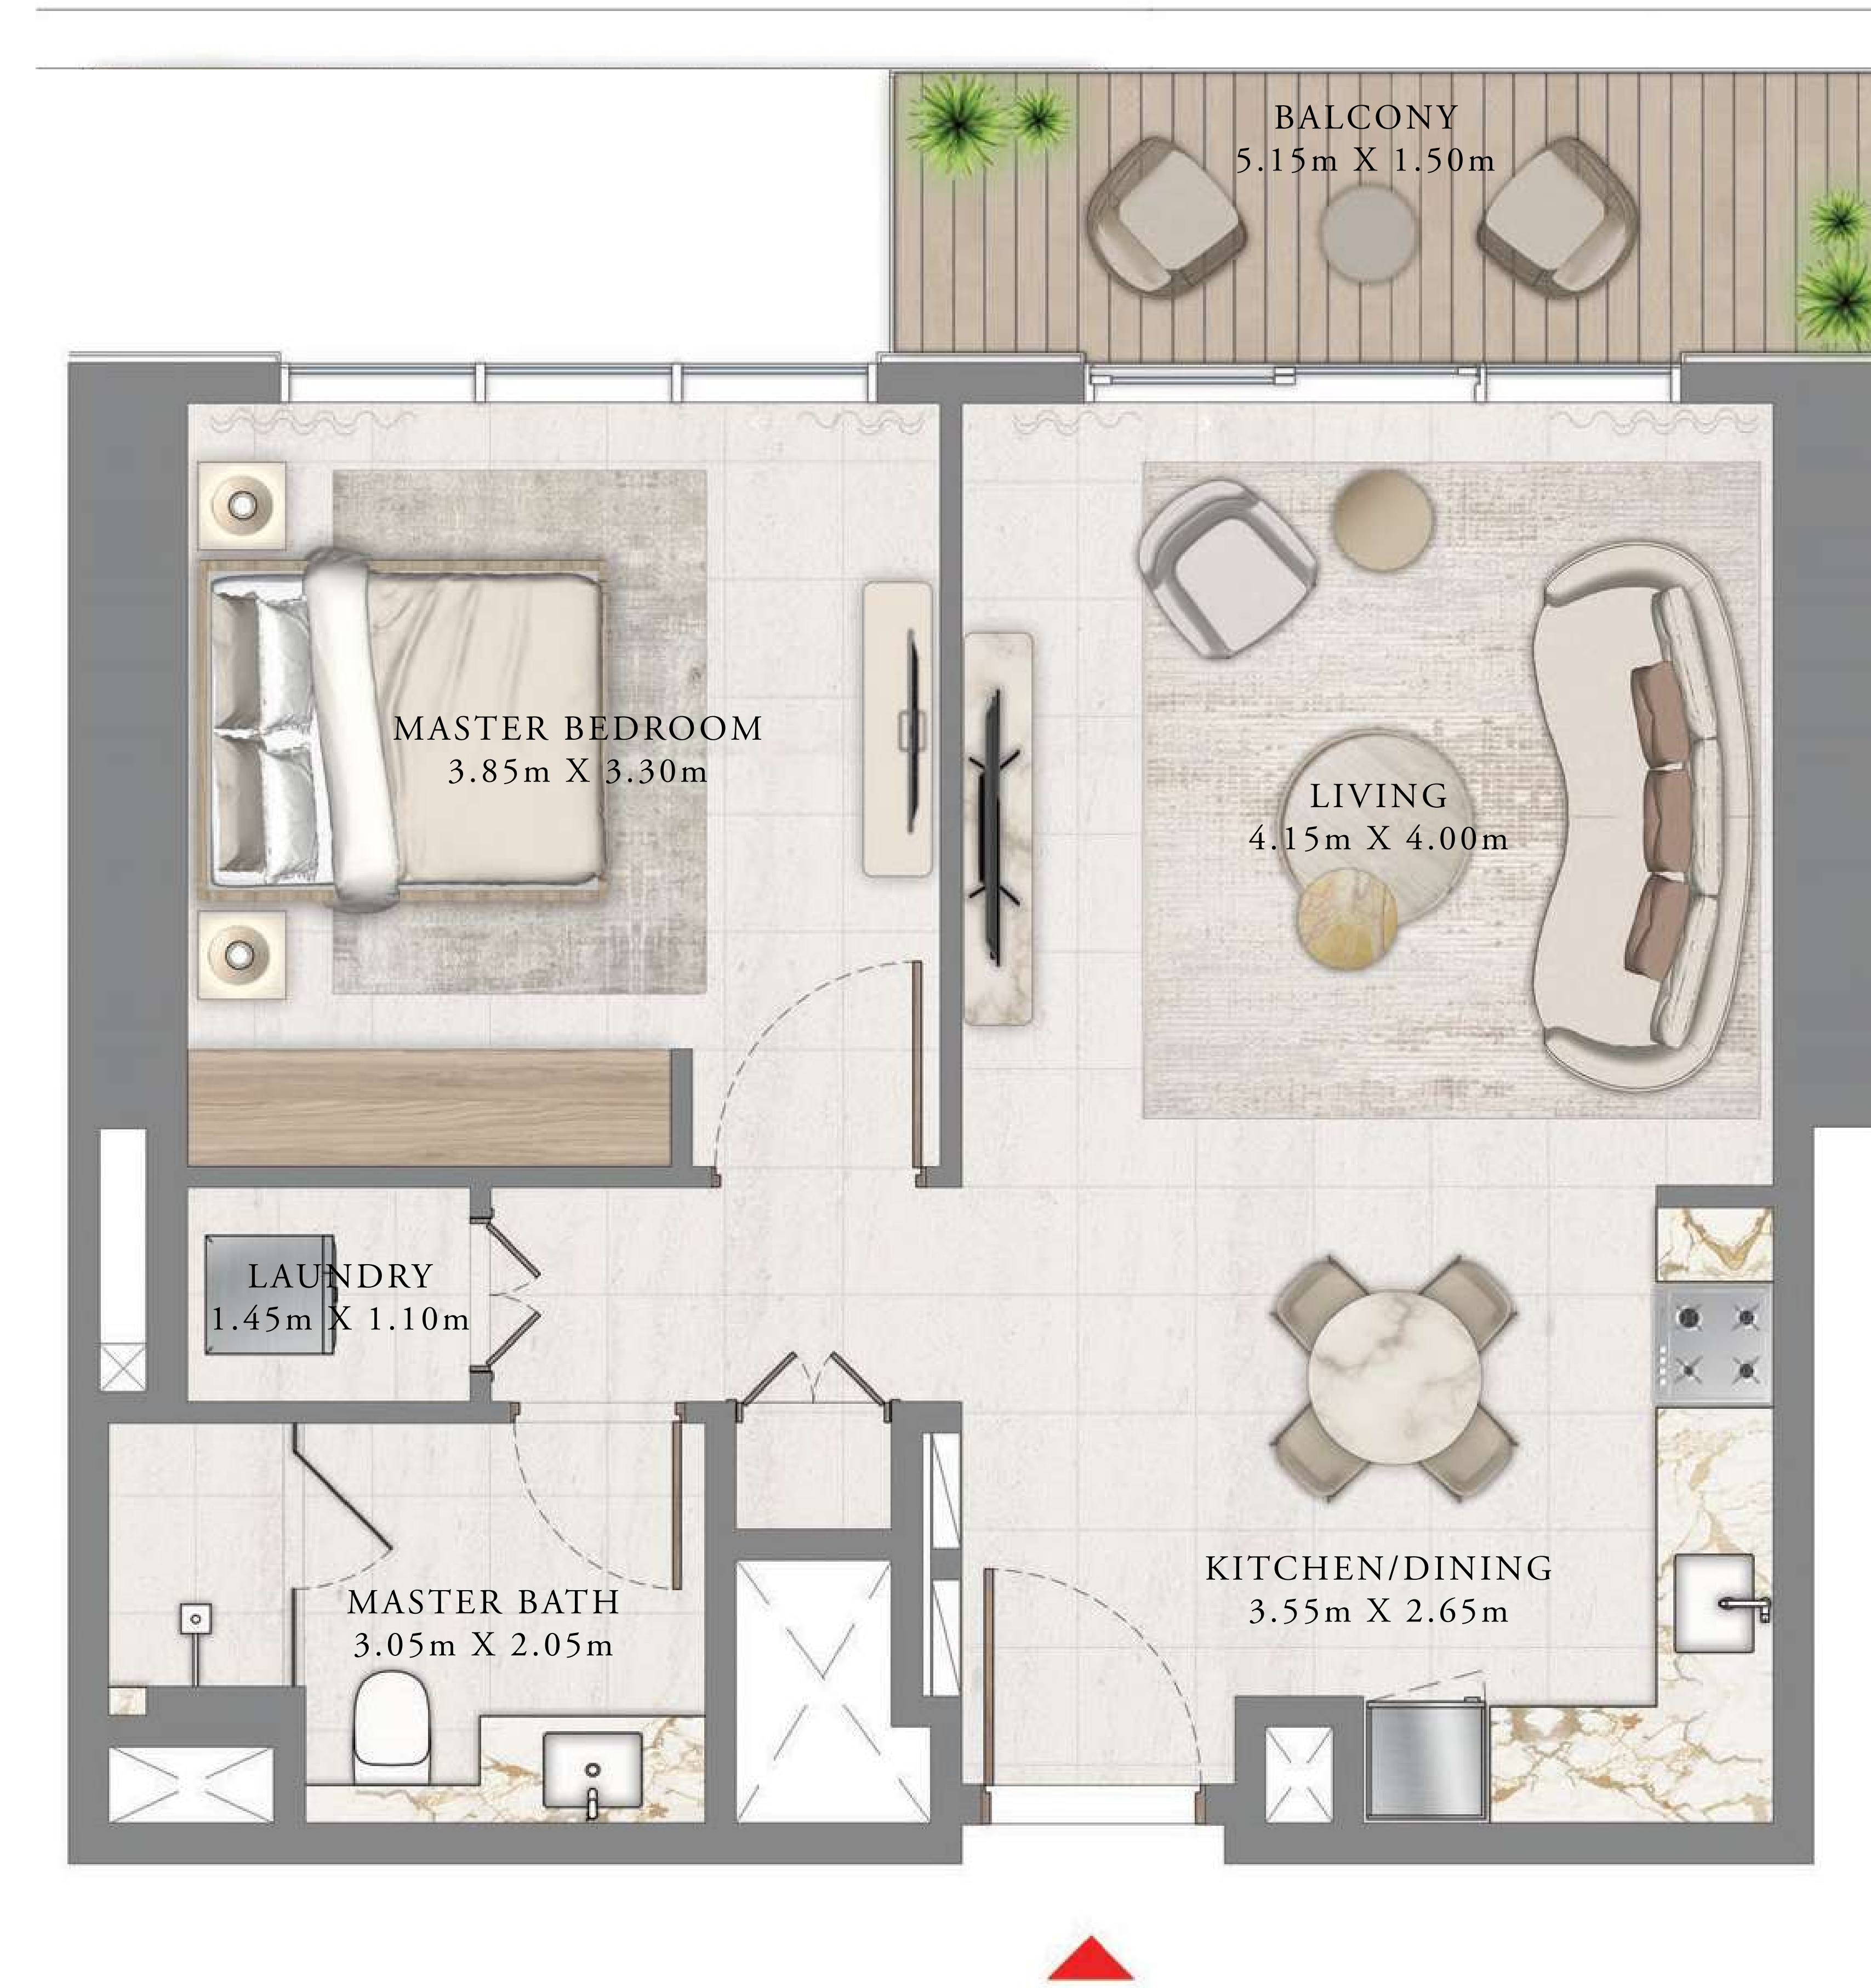 BALCONY
5.15m X 1.50m
MASTER BEDROOM
3.85m X 3.30m
LIVING
4.15m X 4.00m
LAUNDRY
1.45m X 1.10m
KITCHEN/DINING
3.55m X 2.65m
MASTER BATH
3.05m X 2.05m